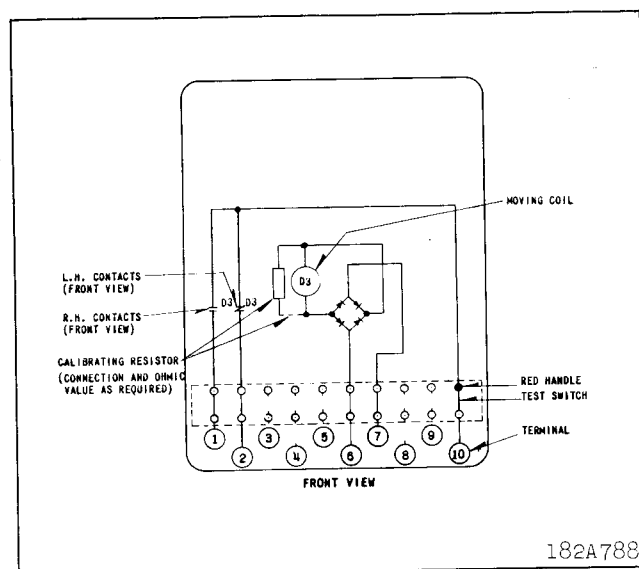 MOVING COIL
D3
L.H. CONTACTS
(FRONT VIEW)
D3 D3
R.H. CONTACTS
(FRONT VIEW)
CALIBRATING RESISTOR
(CONNECTION AND OHMIC
VALUE AS REQUIRED)
RED HANDLE
TEST SWITCH
TERMINAL
1 2 3 4 5 6 7 8 9 10
FRONT VIEW
182A788